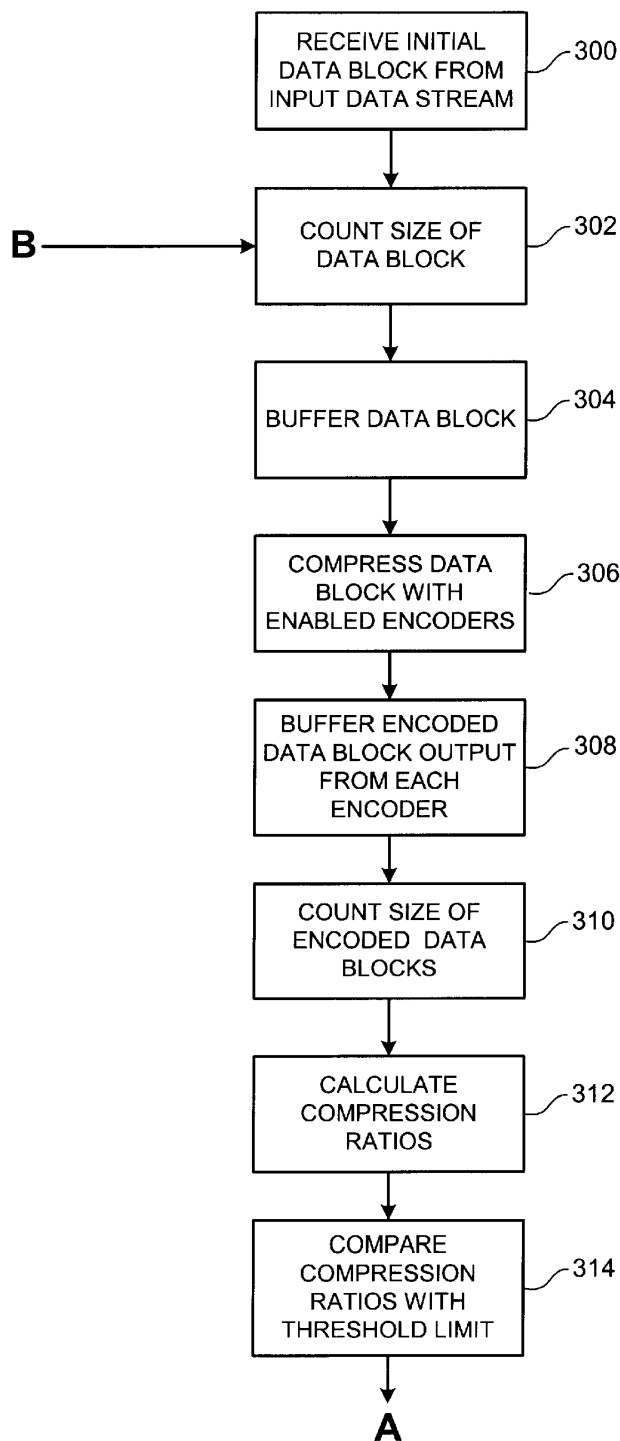 RECEIVE INITIAL
DATA BLOCK FROM
INPUT DATA STREAM
300
B
COUNT SIZE OF
DATA BLOCK
302
BUFFER DATA BLOCK
304
COMPRESS DATA
BLOCK WITH
ENABLED ENCODERS
306
BUFFER ENCODED
DATA BLOCK OUTPUT
FROM EACH
ENCODER
308
COUNT SIZE OF
ENCODED DATA
BLOCKS
310
CALCULATE
COMPRESSION
RATIOS
312
COMPARE
COMPRESSION
RATIOS WITH
THRESHOLD LIMIT
314
A